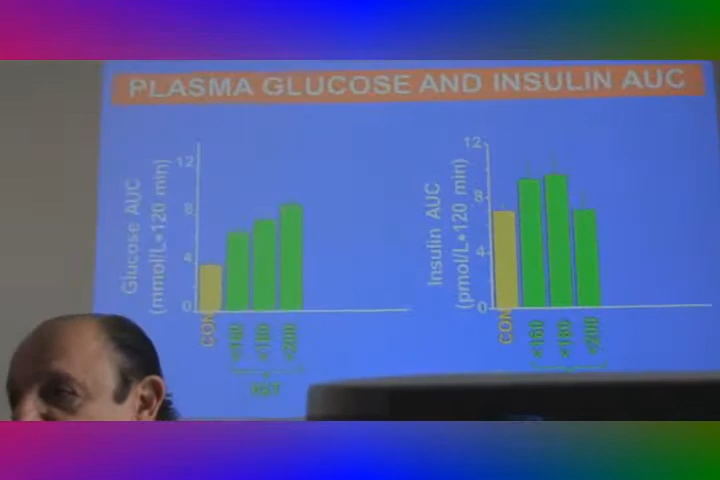 PLASMA GLUCOSE AND INSULIN AUC
Glucose AUC
(mmol/L•120 min)
12
8
4
0
CON
<160
<180
<200
Insulin AUC
(pmol/L•120 min)
12
8
4
0
CON
<160
<180
<200